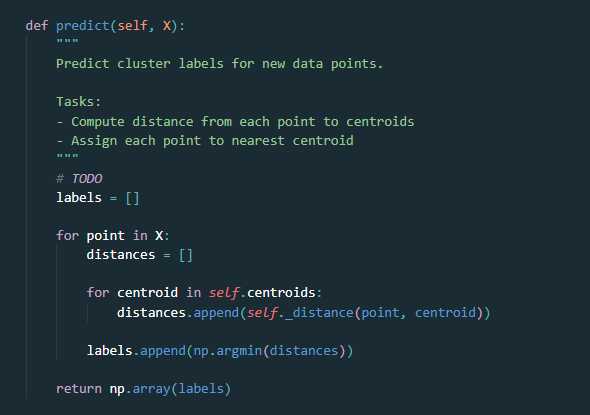 def predict(self, X):
    """
    Predict cluster labels for new data points.

    Tasks:
    - Compute distance from each point to centroids
    - Assign each point to nearest centroid
    """
    # TODO
    labels = []

    for point in X:
        distances = []

        for centroid in self.centroids:
            distances.append(self._distance(point, centroid))

        labels.append(np.argmin(distances))

    return np.array(labels)